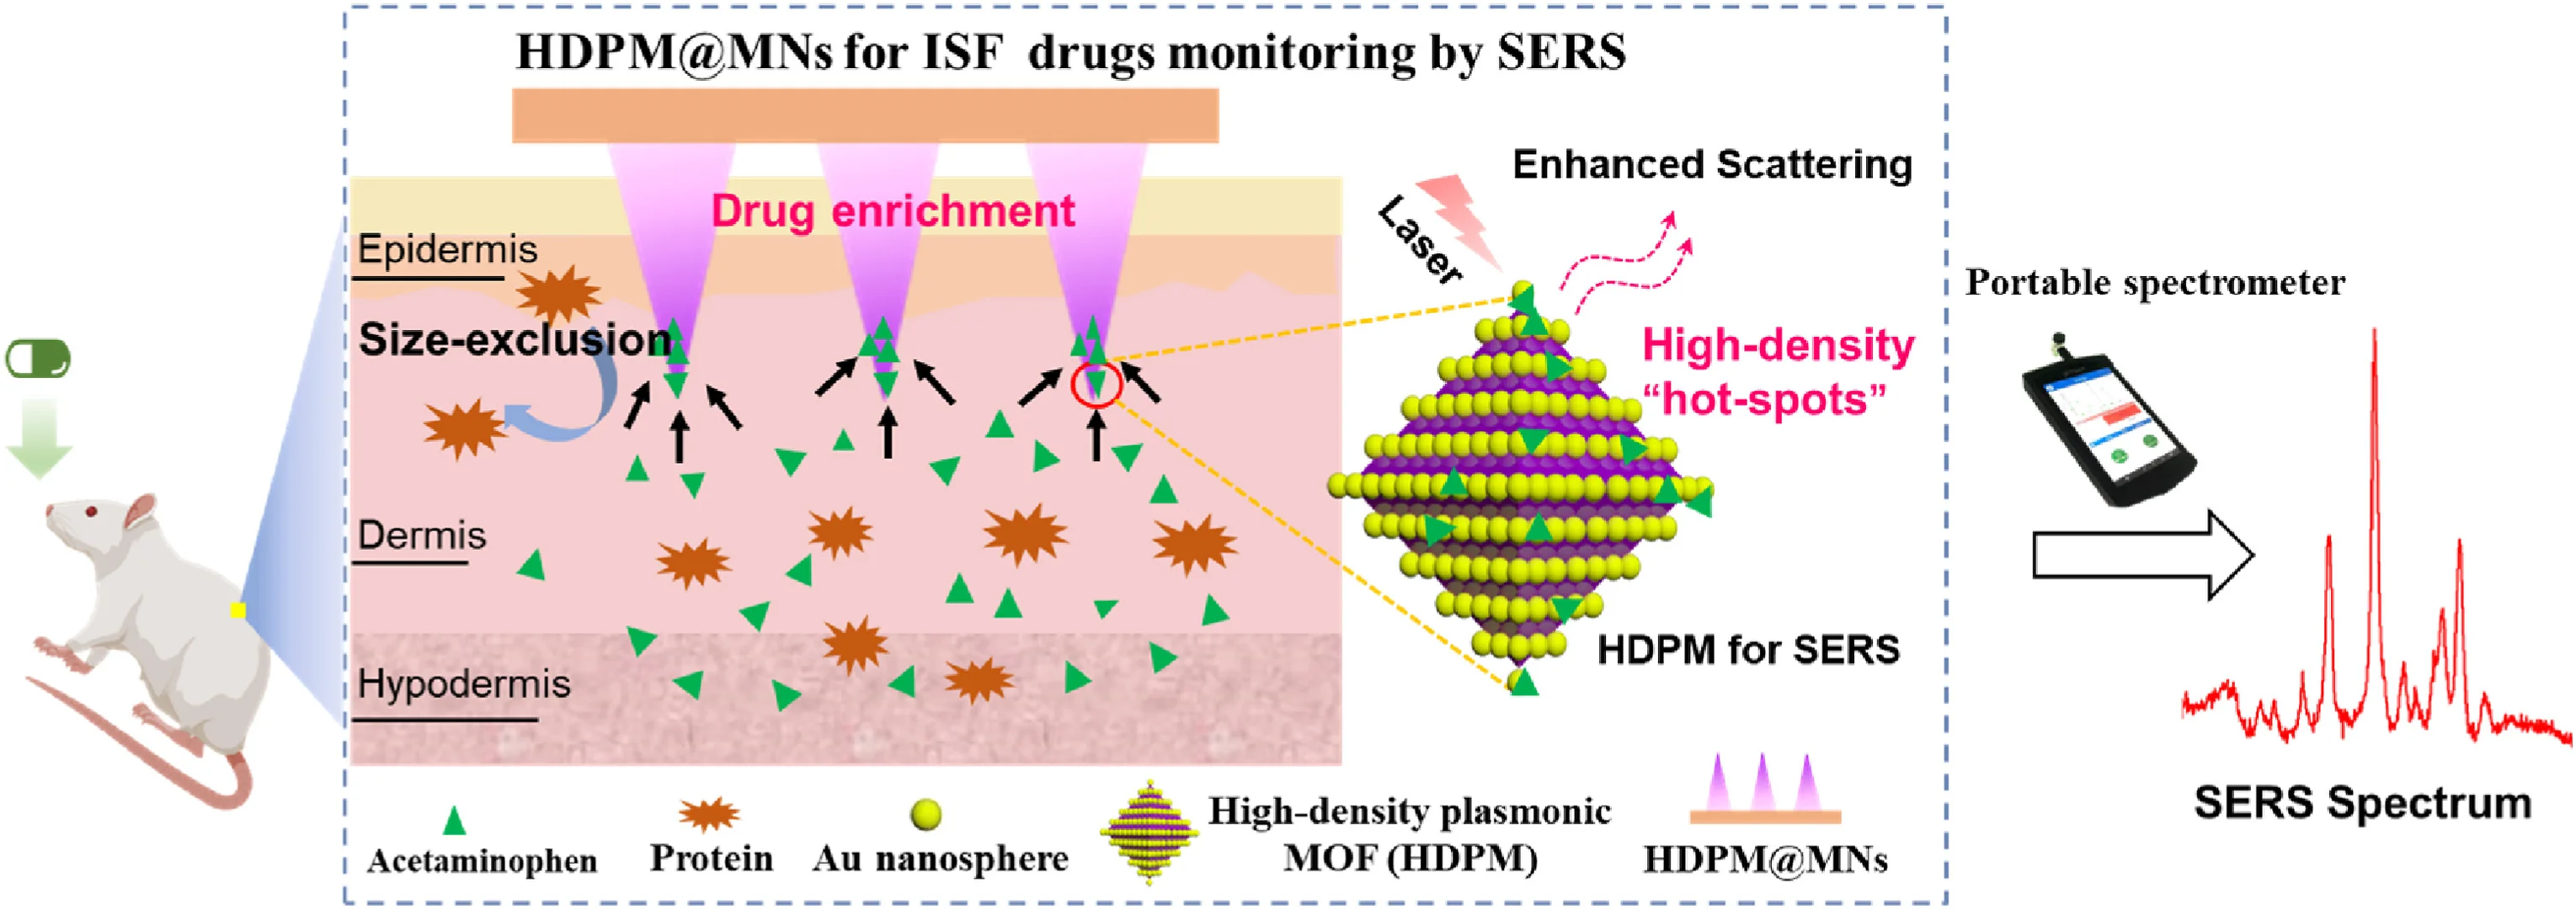 HDPM@MNs for ISF drugs monitoring by SERS
Drug enrichment
Epidermis
Size-exclusion
Dermis
Hypodermis
Laser
Enhanced Scattering
High-density
“hot-spots”
HDPM for SERS
Acetaminophen
Protein
Au nanosphere
High-density plasmonic
MOF (HDPM)
HDPM@MNs
Portable spectrometer
SERS Spectrum